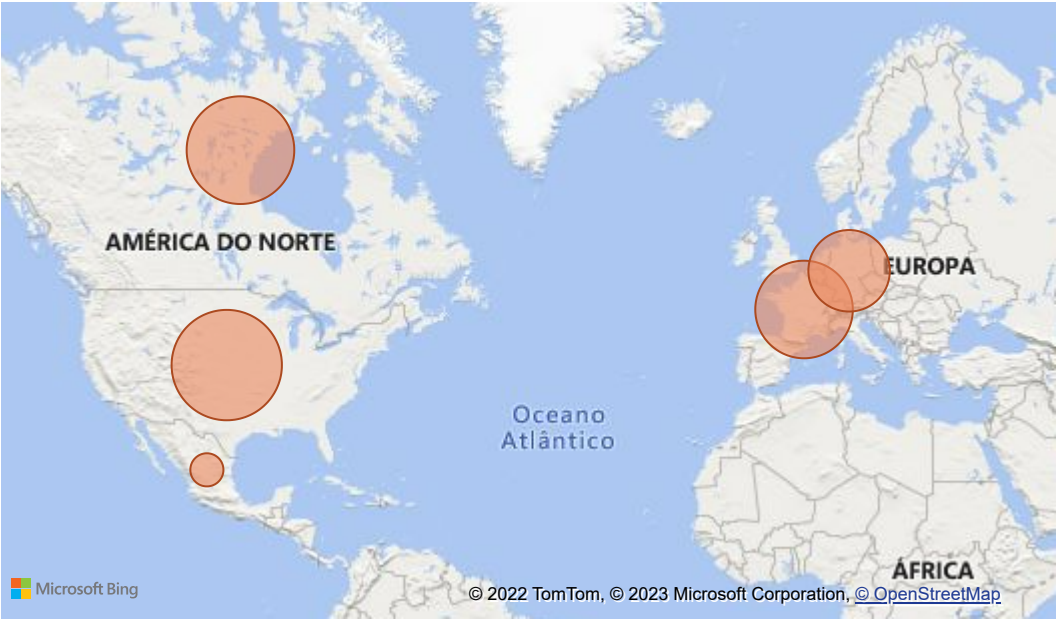 AMÉRICA DO NORTE
EUROPA
Oceano
Atlântico
ÁFRICA
Microsoft Bing
© 2022 TomTom, © 2023 Microsoft Corporation, © OpenStreetMap